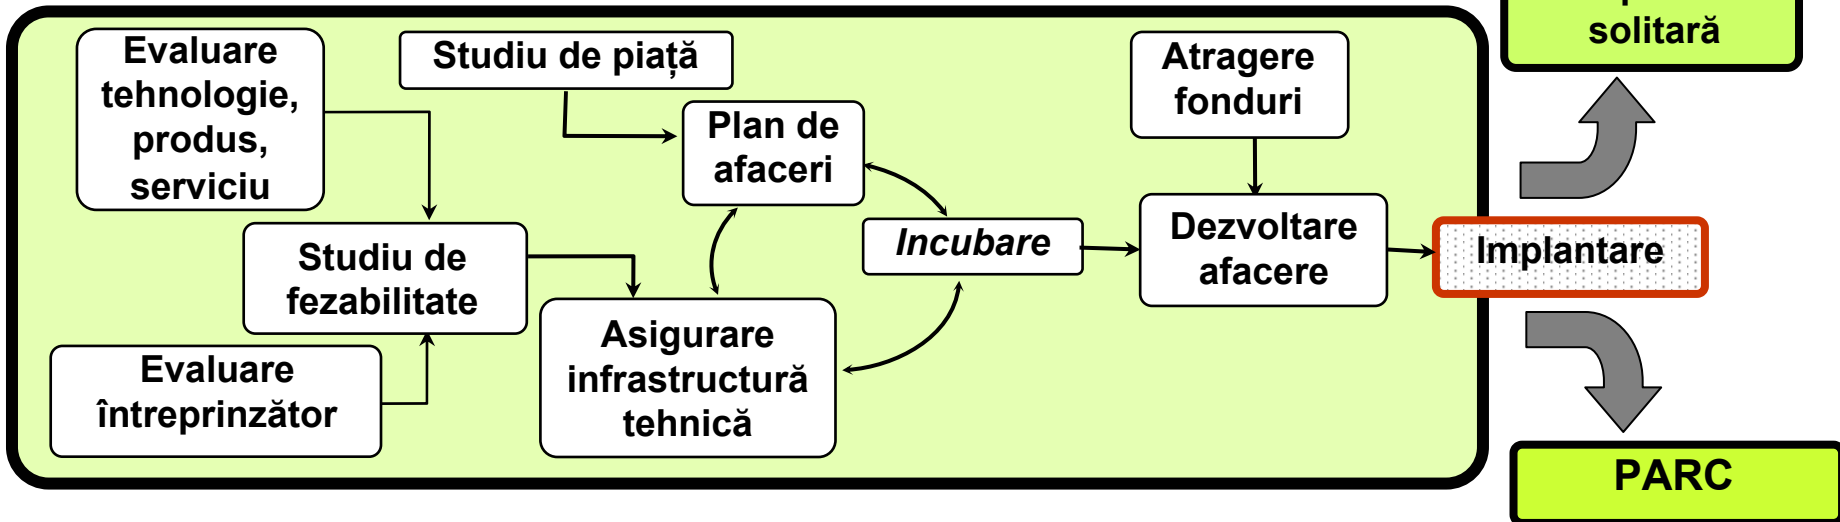 Evaluare
tehnologie,
produs,
serviciu
Studiu de piață
Plan de
afaceri
Atragere
fonduri
solitară
Studiu de
fezabilitate
Incubare
Dezvoltare
afacere
Implantare
Evaluare
întreprinzător
Asigurare
infrastructură
tehnică
PARC